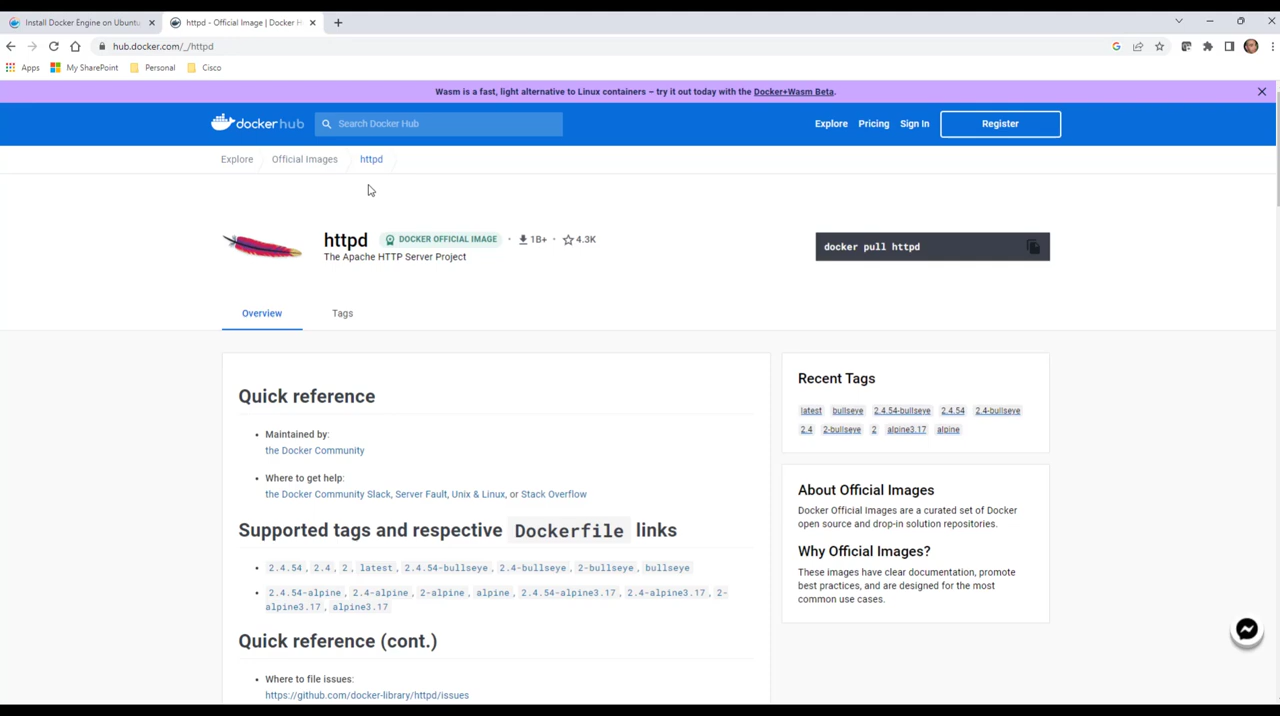 Install Docker Engine on Ubuntu
httpd - Official Image | Docker H
hub.docker.com/_/httpd
Apps
My SharePoint
Personal
Cisco
Wasm is a fast, light alternative to Linux containers – try it out today with the Docker+Wasm Beta.
dockerhub
Search Docker Hub
Explore
Pricing
Sign In
Register
Explore
Official Images
httpd
httpd
DOCKER OFFICIAL IMAGE
· 1B+ · 4.3K
The Apache HTTP Server Project
docker pull httpd
Overview
Tags
Quick reference
• Maintained by:
the Docker Community
• Where to get help:
the Docker Community Slack, Server Fault, Unix & Linux, or Stack Overflow
Supported tags and respective Dockerfile links
• 2.4.54, 2.4, 2, latest, 2.4.54-bullseye, 2.4-bullseye, 2-bullseye, bullseye
• 2.4.54-alpine, 2.4-alpine, 2-alpine, alpine, 2.4.54-alpine3.17, 2.4-alpine3.17, 2-
alpine3.17, alpine3.17
Quick reference (cont.)
• Where to file issues:
https://github.com/docker-library/httpd/issues
Recent Tags
latest bullseye 2.4.54-bullseye 2.4.54 2.4-bullseye
2.4 2-bullseye 2 alpine3.17 alpine
About Official Images
Docker Official Images are a curated set of Docker
open source and drop-in solution repositories.
Why Official Images?
These images have clear documentation, promote
best practices, and are designed for the most
common use cases.